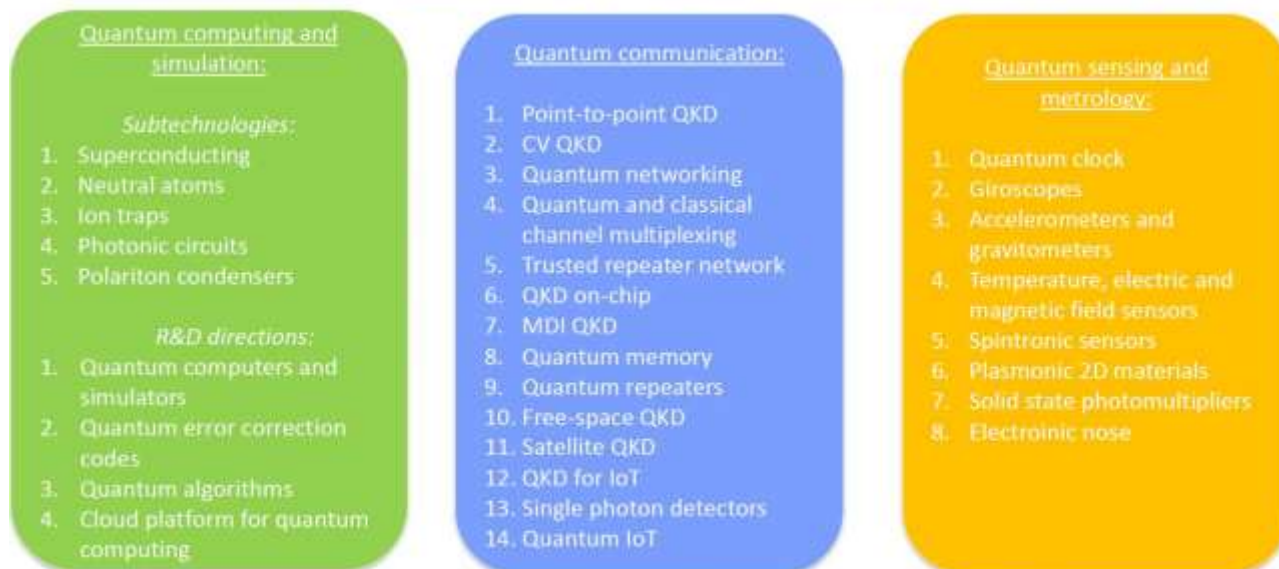 Quantum computing and
simulation:
Subtechnologies:
1. Superconducting
2. Neutral atoms
3. Ion traps
4. Photonic circuits
5. Polariton condensers
R&D directions:
1. Quantum computers and
simulators
2. Quantum error correction
codes
3. Quantum algorithms
4. Cloud platform for quantum
computing
Quantum communication:
1. Point-to-point QKD
2. CV QKD
3. Quantum networking
4. Quantum and classical
channel multiplexing
5. Trusted repeater network
6. QKD on-chip
7. MDI QKD
8. Quantum memory
9. Quantum repeaters
10. Free-space QKD
11. Satellite QKD
12. QKD for IoT
13. Single photon detectors
14. Quantum IoT
Quantum sensing and
metrology:
1. Quantum clock
2. Giroscopes
3. Accelerometers and
gravitometers
4. Temperature, electric and
magnetic field sensors
5. Spintronic sensors
6. Plasmonic 2D materials
7. Solid state photomultipliers
8. Electroinic nose